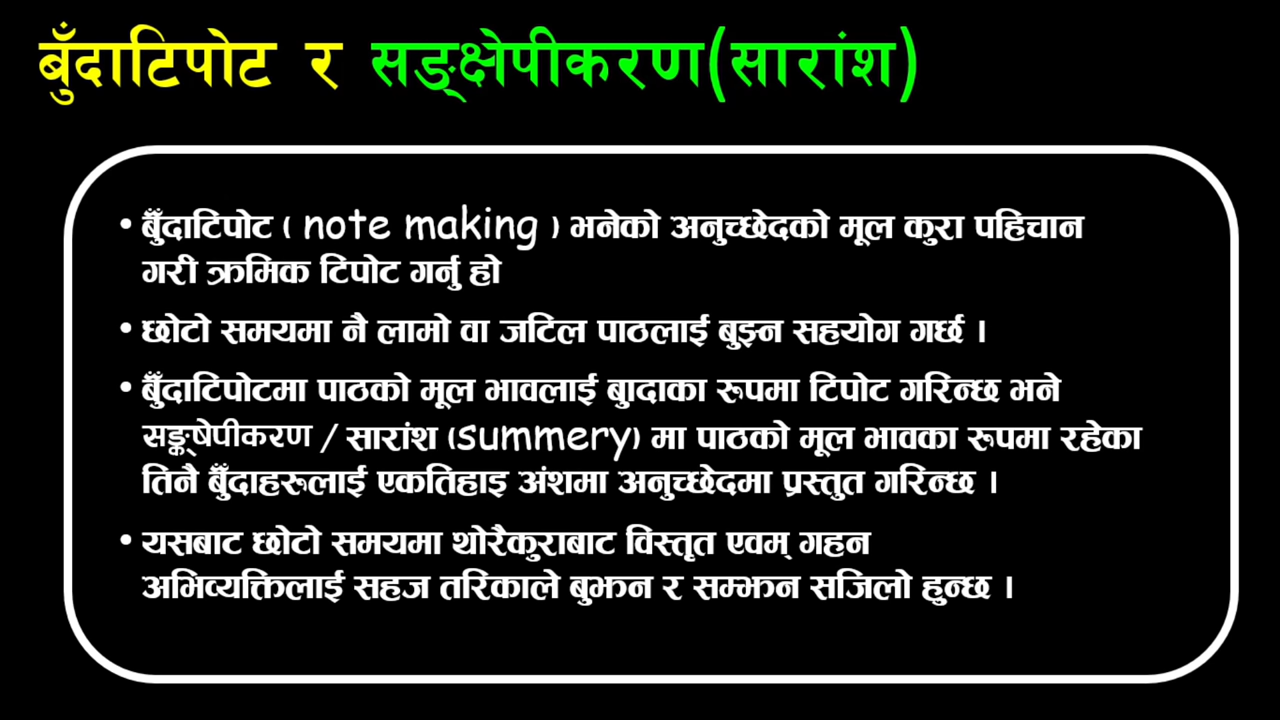 बुँदाटिपोट र सङ्क्षेपीकरण(सारांश)
• बुँदाटिपोट ( note making ) भनेको अनुच्छेदको मूल कुरा पहिचान
गरी क्रमिक टिपोट गर्नु हो
• छोटो समयमा नै लामो वा जटिल पाठलाई बुझ्न सहयोग गर्छ ।
• बुँदाटिपोटमा पाठको मूल भावलाई बुादाका रूपमा टिपोट गरिन्छ भने
सङ्क्षेपीकरण / सारांश (summery) मा पाठको मूल भावका रूपमा रहेका
तिनै बुँदाहरूलाई एकतिहाइ अंशमा अनुच्छेदमा प्रस्तुत गरिन्छ ।
• यसबाट छोटो समयमा थोरैकुराबाट विस्तृत एवम् गहन
अभिव्यक्तिलाई सहज तरिकाले बुझ्न र सम्झन सजिलो हुन्छ ।